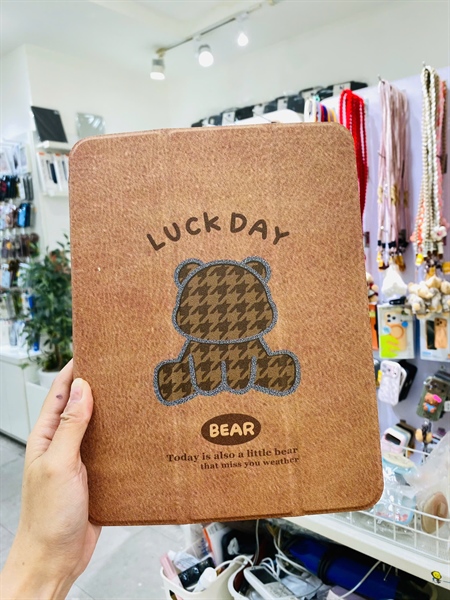 LUCK DAY
BEAR
Today is also a little bear
that miss you weather